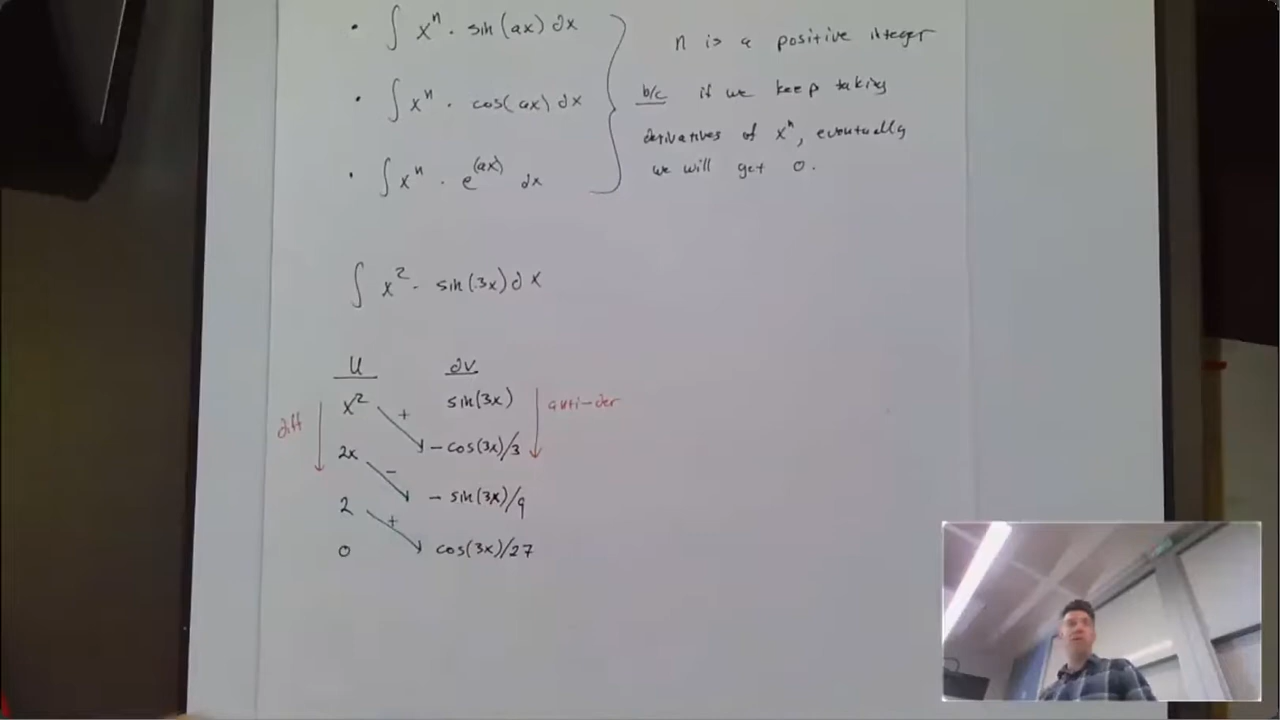 • ∫ xⁿ · sin(ax) dx
n is a positive integer
• ∫ xⁿ · cos(ax) dx
b/c if we keep taking
derivatives of xⁿ, eventually
we will get 0.
• ∫ xⁿ · e^(ax) dx
∫ x² · sin(3x) dx
u dv
x² + sin(3x)
diff anti-der
2x − −cos(3x)/3
2 + − sin(3x)/9
0 cos(3x)/27